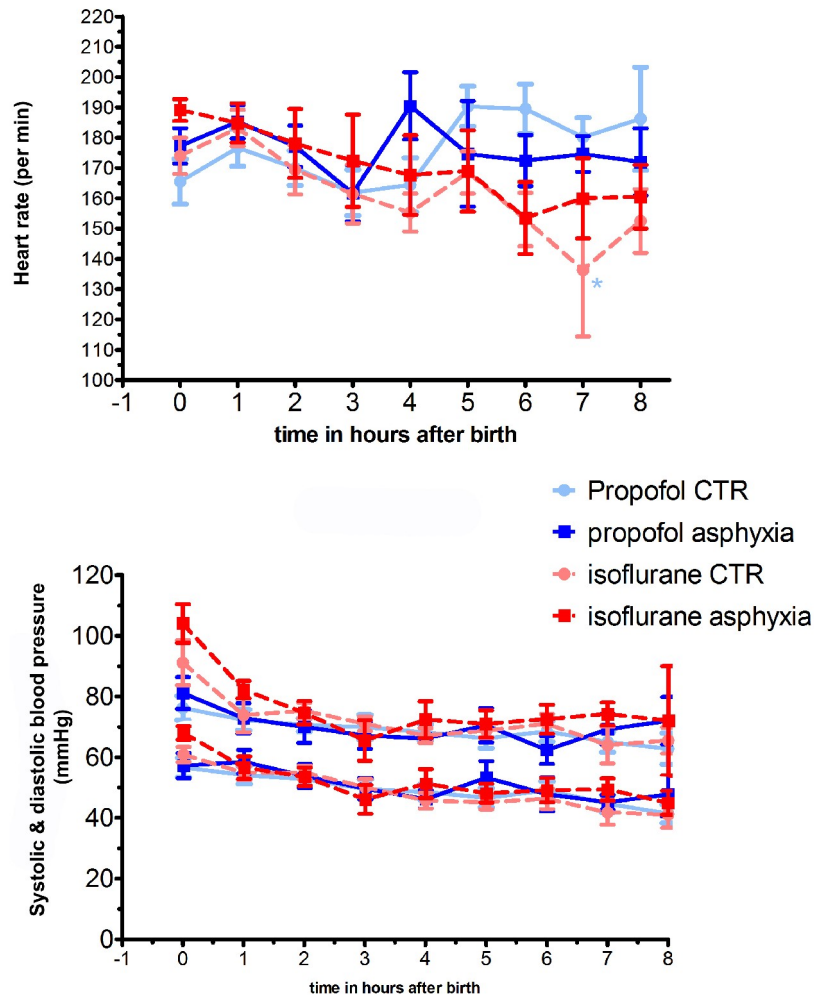 220
210
200
190
180
170
160
150
140
130
120
110
100
Heart rate (per min)
*
-1 0 1 2 3 4 5 6 7 8
time in hours after birth
Propofol CTR
propofol asphyxia
isoflurane CTR
isoflurane asphyxia
120
100
80
60
40
20
0
Systolic & diastolic blood pressure
(mmHg)
-1 0 1 2 3 4 5 6 7 8
time in hours after birth